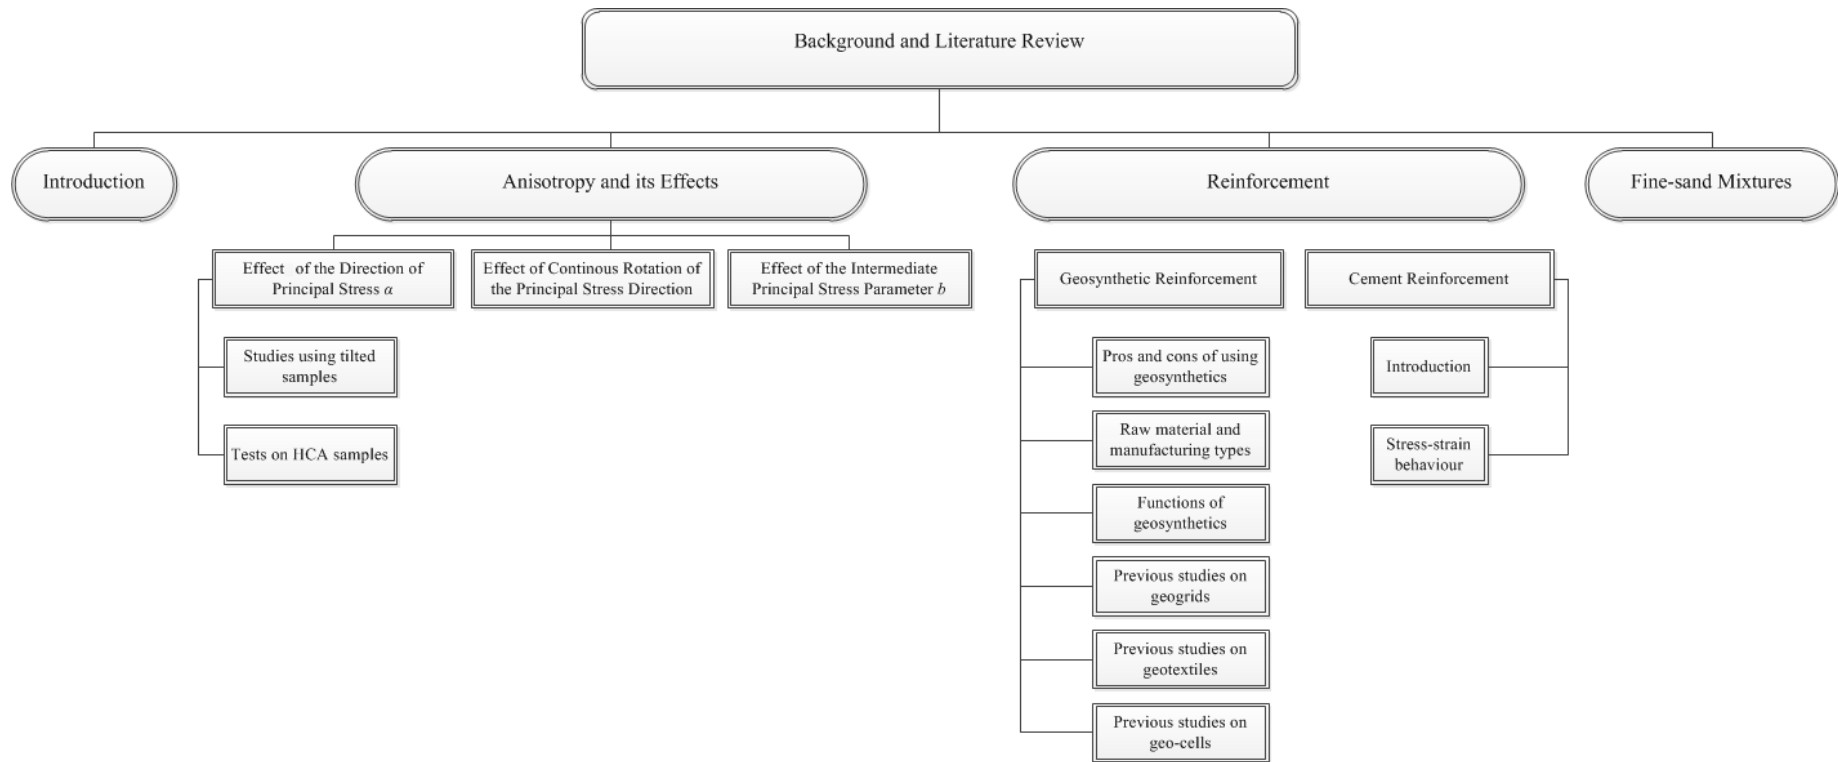 Background and Literature Review
Introduction
Anisotropy and its Effects
Reinforcement
Fine-sand Mixtures
Effect of the Direction of
Principal Stress α
Effect of Continous Rotation of
the Principal Stress Direction
Effect of the Intermediate
Principal Stress Parameter b
Geosynthetic Reinforcement
Cement Reinforcement
Studies using tilted
samples
Tests on HCA samples
Pros and cons of using
geosynthetics
Raw material and
manufacturing types
Functions of
geosynthetics
Previous studies on
geogrids
Previous studies on
geotextiles
Previous studies on
geo-cells
Introduction
Stress-strain
behaviour